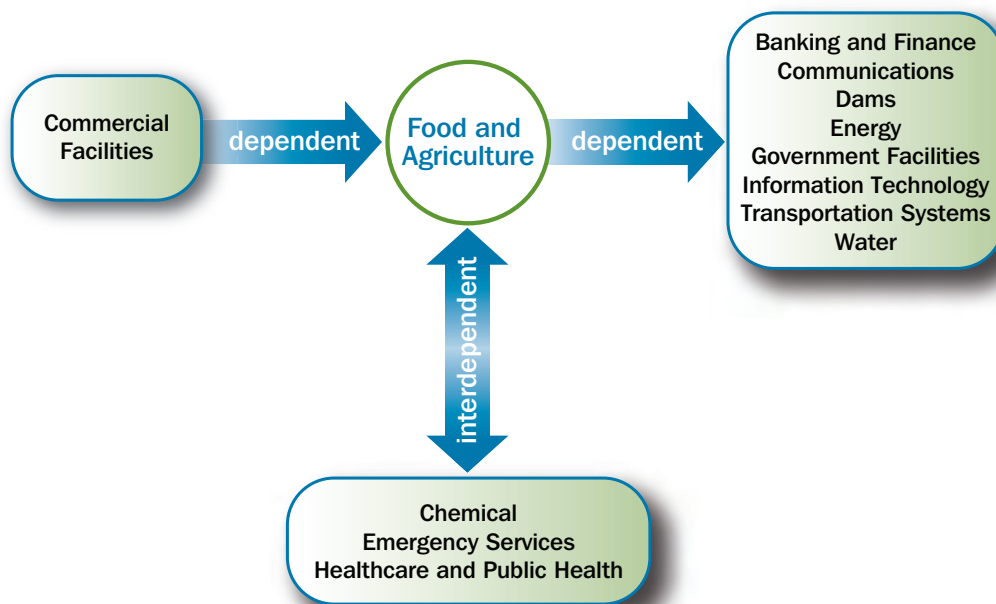 Commercial
Facilities
dependent
Food and
Agriculture
dependent
Banking and Finance
Communications
Dams
Energy
Government Facilities
Information Technology
Transportation Systems
Water
interdependent
Chemical
Emergency Services
Healthcare and Public Health